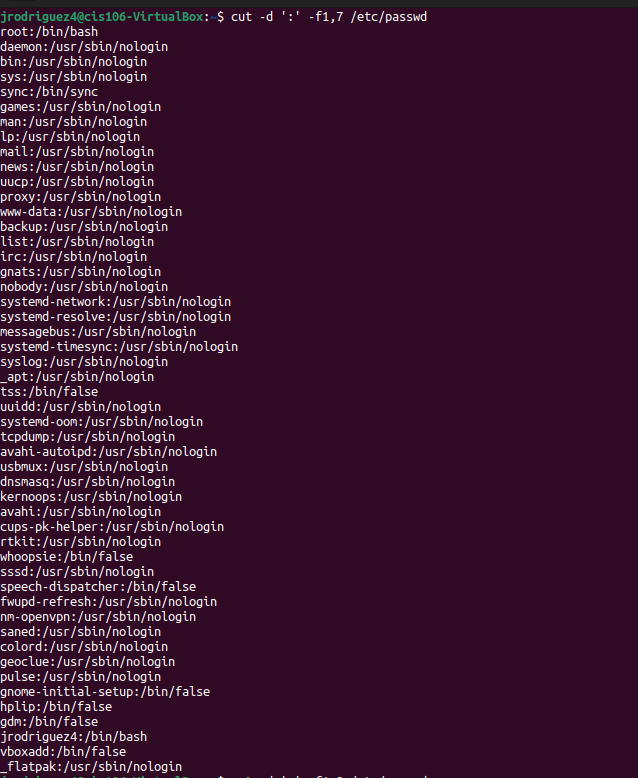 jrodriguez4@cis106-VirtualBox:~$ cut -d ':' -f1,7 /etc/passwd
root:/bin/bash
daemon:/usr/sbin/nologin
bin:/usr/sbin/nologin
sys:/usr/sbin/nologin
sync:/bin/sync
games:/usr/sbin/nologin
man:/usr/sbin/nologin
lp:/usr/sbin/nologin
mail:/usr/sbin/nologin
news:/usr/sbin/nologin
uucp:/usr/sbin/nologin
proxy:/usr/sbin/nologin
www-data:/usr/sbin/nologin
backup:/usr/sbin/nologin
list:/usr/sbin/nologin
irc:/usr/sbin/nologin
gnats:/usr/sbin/nologin
nobody:/usr/sbin/nologin
systemd-network:/usr/sbin/nologin
systemd-resolve:/usr/sbin/nologin
messagebus:/usr/sbin/nologin
systemd-timesync:/usr/sbin/nologin
syslog:/usr/sbin/nologin
_apt:/usr/sbin/nologin
tss:/bin/false
uuidd:/usr/sbin/nologin
systemd-oom:/usr/sbin/nologin
tcpdump:/usr/sbin/nologin
avahi-autoipd:/usr/sbin/nologin
usbmux:/usr/sbin/nologin
dnsmasq:/usr/sbin/nologin
kernoops:/usr/sbin/nologin
avahi:/usr/sbin/nologin
cups-pk-helper:/usr/sbin/nologin
rtkit:/usr/sbin/nologin
whoopsie:/bin/false
sssd:/usr/sbin/nologin
speech-dispatcher:/bin/false
fwupd-refresh:/usr/sbin/nologin
nm-openvpn:/usr/sbin/nologin
saned:/usr/sbin/nologin
colord:/usr/sbin/nologin
geoclue:/usr/sbin/nologin
pulse:/usr/sbin/nologin
gnome-initial-setup:/bin/false
hplip:/bin/false
gdm:/bin/false
jrodriguez4:/bin/bash
vboxadd:/bin/false
_flatpak:/usr/sbin/nologin